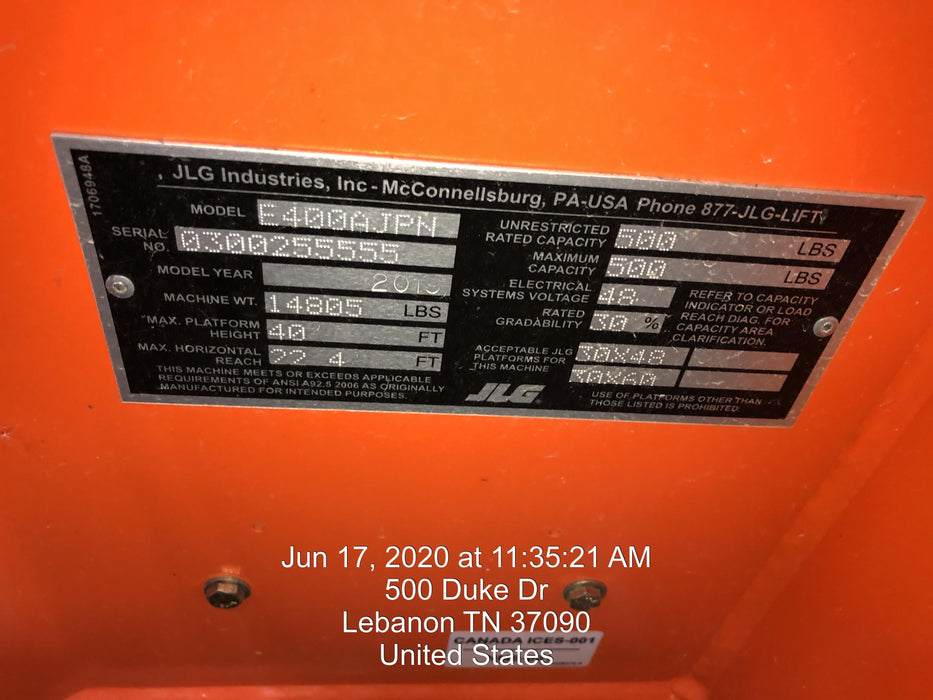 1706948A
JLG Industries, Inc - McConnellsburg, PA-USA Phone 877-JLG-LIFT
MODEL E400AJPN
SERIAL NO. 0300255555
MODEL YEAR
MACHINE WT. 14805 LBS
MAX. PLATFORM HEIGHT 40 FT
MAX. HORIZONTAL REACH 22.4 FT
THIS MACHINE MEETS OR EXCEEDS APPLICABLE
REQUIREMENTS OF ANSI A92.5 2006 AS ORIGINALLY
MANUFACTURED FOR INTENDED PURPOSES.
UNRESTRICTED
RATED CAPACITY 500 LBS
MAXIMUM
CAPACITY 500 LBS
ELECTRICAL
SYSTEMS VOLTAGE 48
RATED
GRADABILITY 30 %
REFER TO CAPACITY
INDICATOR OR LOAD
REACH DIAG. FOR
CAPACITY AREA
CLARIFICATION.
ACCEPTABLE JLG
PLATFORMS FOR
THIS MACHINE
30X48
30X60
JLG
USE OF PLATFORMS OTHER THAN
THOSE LISTED IS PROHIBITED.
Jun 17, 2020 at 11:35:21 AM
500 Duke Dr
Lebanon TN 37090
CANADA ICES-001
United States